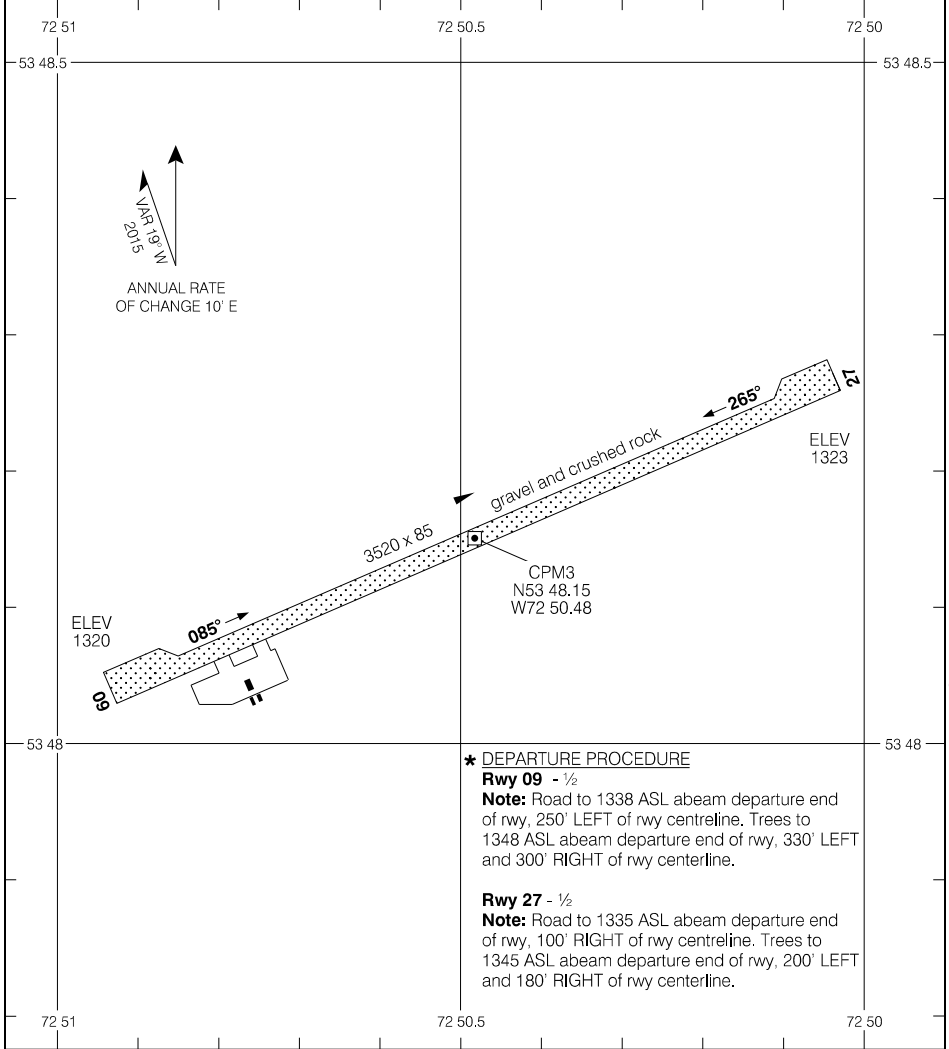 72 51
72 50.5
72 50
53 48.5
53 48.5
VAR 19° W
2015
ANNUAL RATE
OF CHANGE 10' E
27
265°
ELEV
1323
gravel and crushed rock
3520 x 85
CPM3
N53 48.15
W72 50.48
ELEV
1320
085°
09
53 48
53 48
* DEPARTURE PROCEDURE
Rwy 09 - ½
Note: Road to 1338 ASL abeam departure end
of rwy, 250' LEFT of rwy centreline. Trees to
1348 ASL abeam departure end of rwy, 330' LEFT
and 300' RIGHT of rwy centerline.
Rwy 27 - ½
Note: Road to 1335 ASL abeam departure end
of rwy, 100' RIGHT of rwy centreline. Trees to
1345 ASL abeam departure end of rwy, 200' LEFT
and 180' RIGHT of rwy centerline.
72 51
72 50.5
72 50